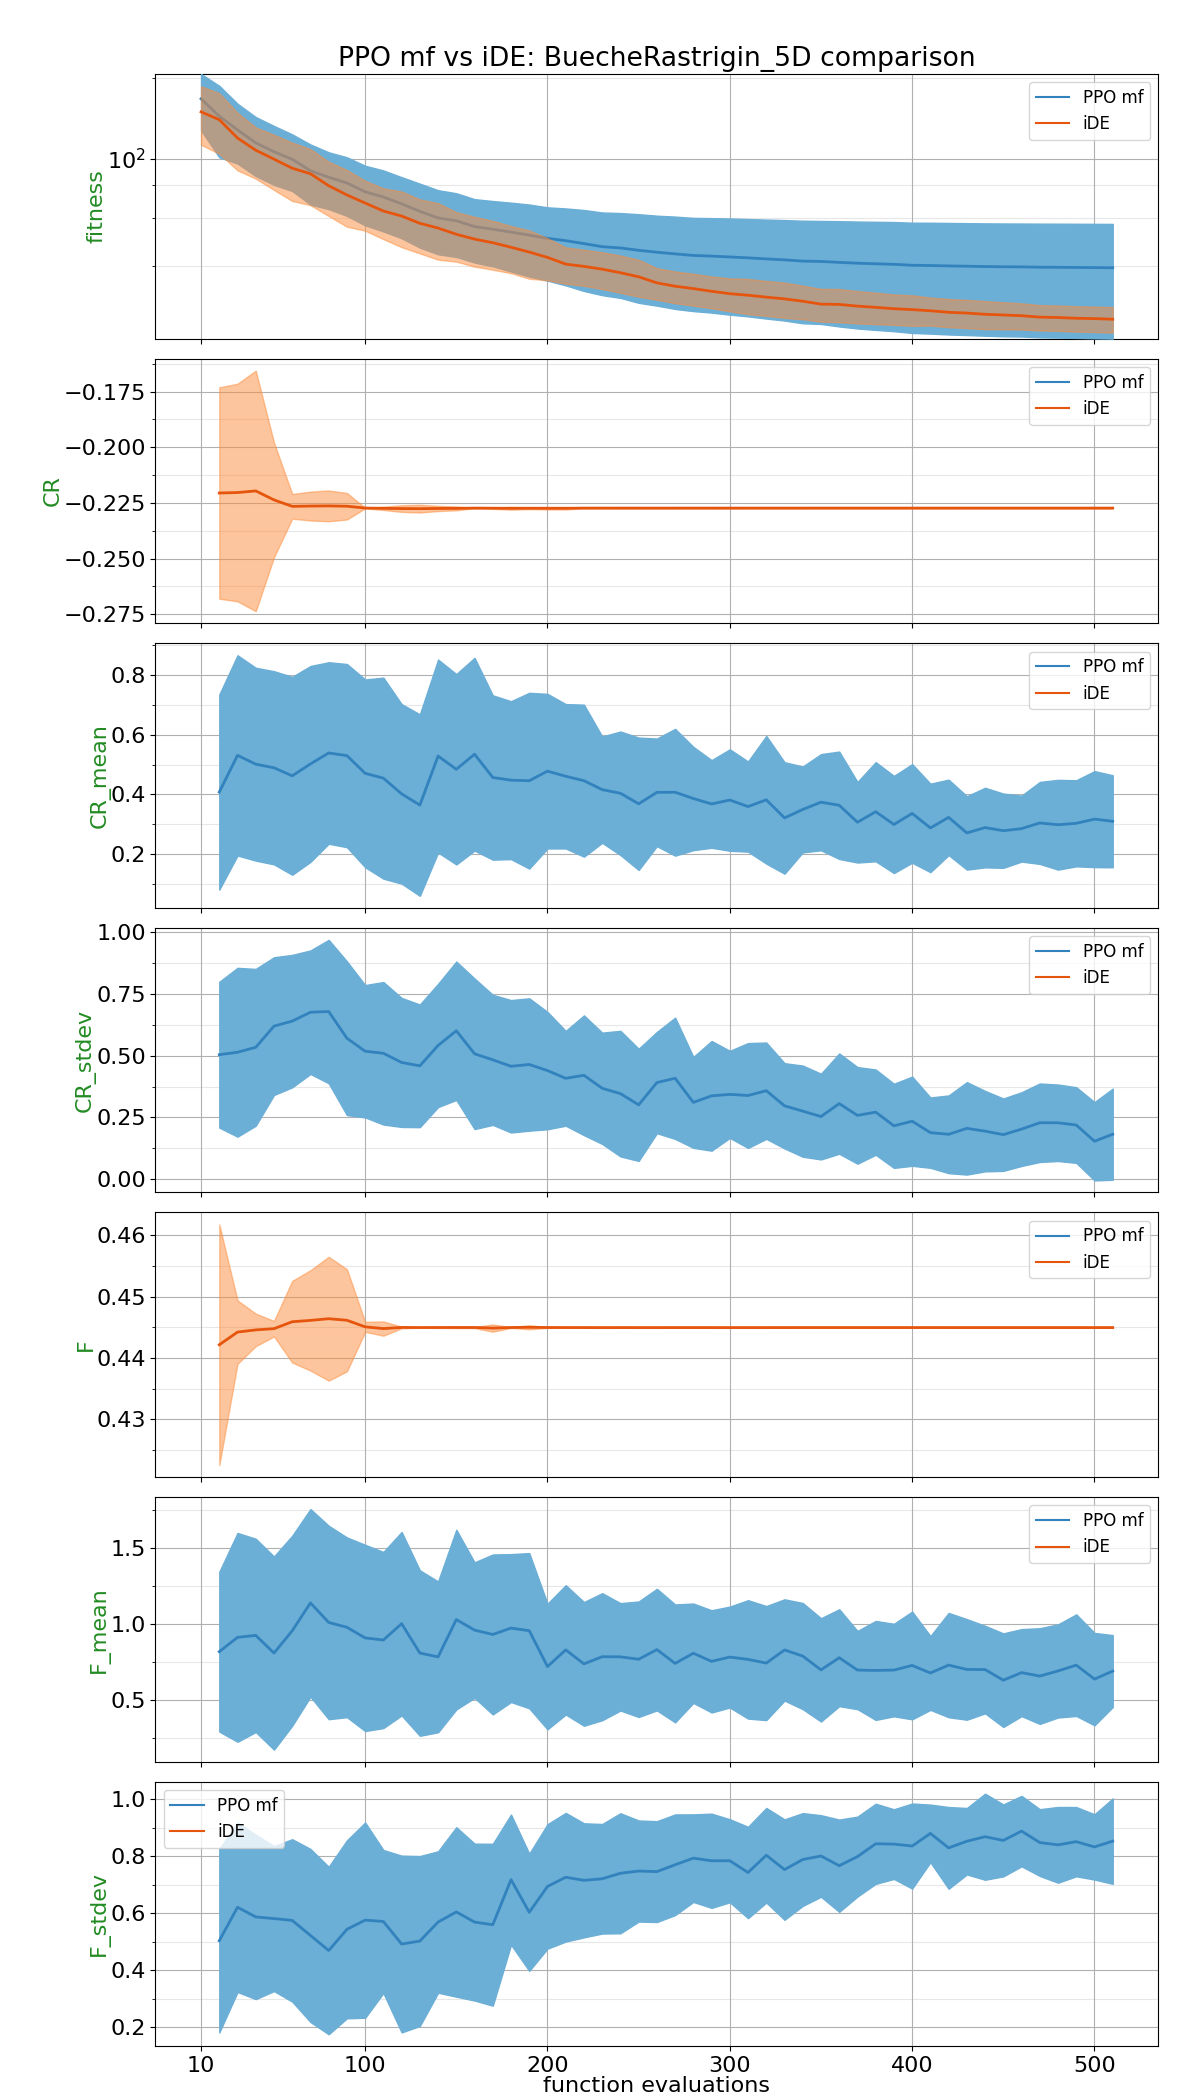 PPO mf vs iDE: BuecheRastrigin_5D comparison
PPO mf
iDE
10²
fitness
PPO mf
iDE
−0.175
−0.200
−0.225
−0.250
−0.275
CR
PPO mf
iDE
0.8
0.6
0.4
0.2
CR_mean
PPO mf
iDE
1.00
0.75
0.50
0.25
0.00
CR_stdev
PPO mf
iDE
0.46
0.45
0.44
0.43
F
PPO mf
iDE
1.5
1.0
0.5
F_mean
PPO mf
iDE
1.0
0.8
0.6
0.4
0.2
F_stdev
10 100 200 300 400 500
function evaluations